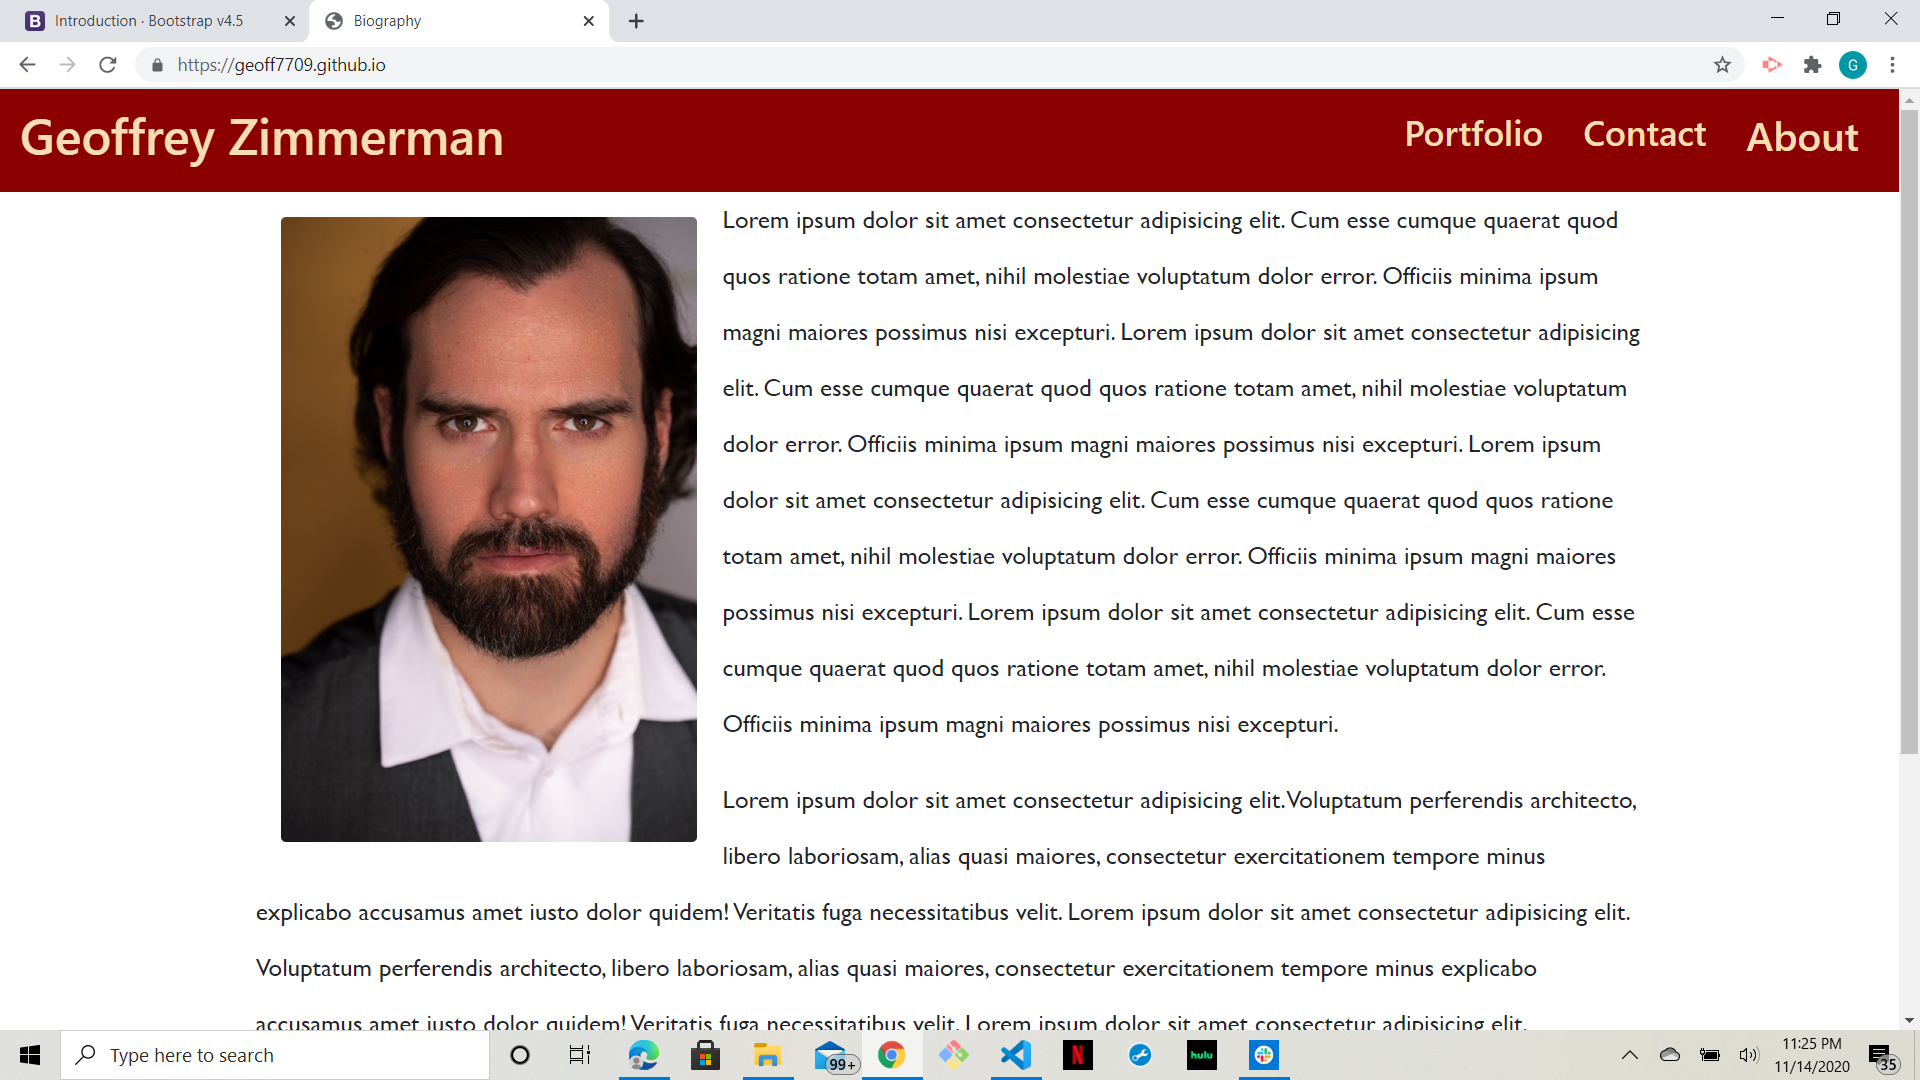 Introduction · Bootstrap v4.5
Biography
https://geoff7709.github.io
G
Geoffrey Zimmerman
Portfolio
Contact
About
Lorem ipsum dolor sit amet consectetur adipisicing elit. Cum esse cumque quaerat quod
quos ratione totam amet, nihil molestiae voluptatum dolor error. Officiis minima ipsum
magni maiores possimus nisi excepturi. Lorem ipsum dolor sit amet consectetur adipisicing
elit. Cum esse cumque quaerat quod quos ratione totam amet, nihil molestiae voluptatum
dolor error. Officiis minima ipsum magni maiores possimus nisi excepturi. Lorem ipsum
dolor sit amet consectetur adipisicing elit. Cum esse cumque quaerat quod quos ratione
totam amet, nihil molestiae voluptatum dolor error. Officiis minima ipsum magni maiores
possimus nisi excepturi. Lorem ipsum dolor sit amet consectetur adipisicing elit. Cum esse
cumque quaerat quod quos ratione totam amet, nihil molestiae voluptatum dolor error.
Officiis minima ipsum magni maiores possimus nisi excepturi.
Lorem ipsum dolor sit amet consectetur adipisicing elit. Voluptatum perferendis architecto,
libero laboriosam, alias quasi maiores, consectetur exercitationem tempore minus
explicabo accusamus amet iusto dolor quidem! Veritatis fuga necessitatibus velit. Lorem ipsum dolor sit amet consectetur adipisicing elit.
Voluptatum perferendis architecto, libero laboriosam, alias quasi maiores, consectetur exercitationem tempore minus explicabo
accusamus amet iusto dolor quidem! Veritatis fuga necessitatibus velit. Lorem ipsum dolor sit amet consectetur adipisicing elit.
Type here to search
99+
N
hulu
11:25 PM
11/14/2020
35